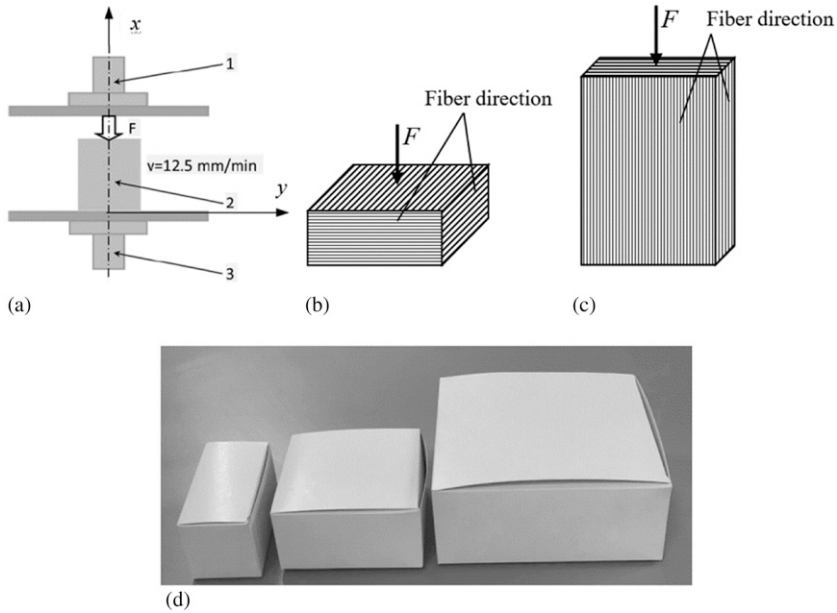 x
1
F
v=12.5 mm/min
2
y
3
(a)
Fiber direction
F
(b)
F
Fiber direction
(c)
(d)